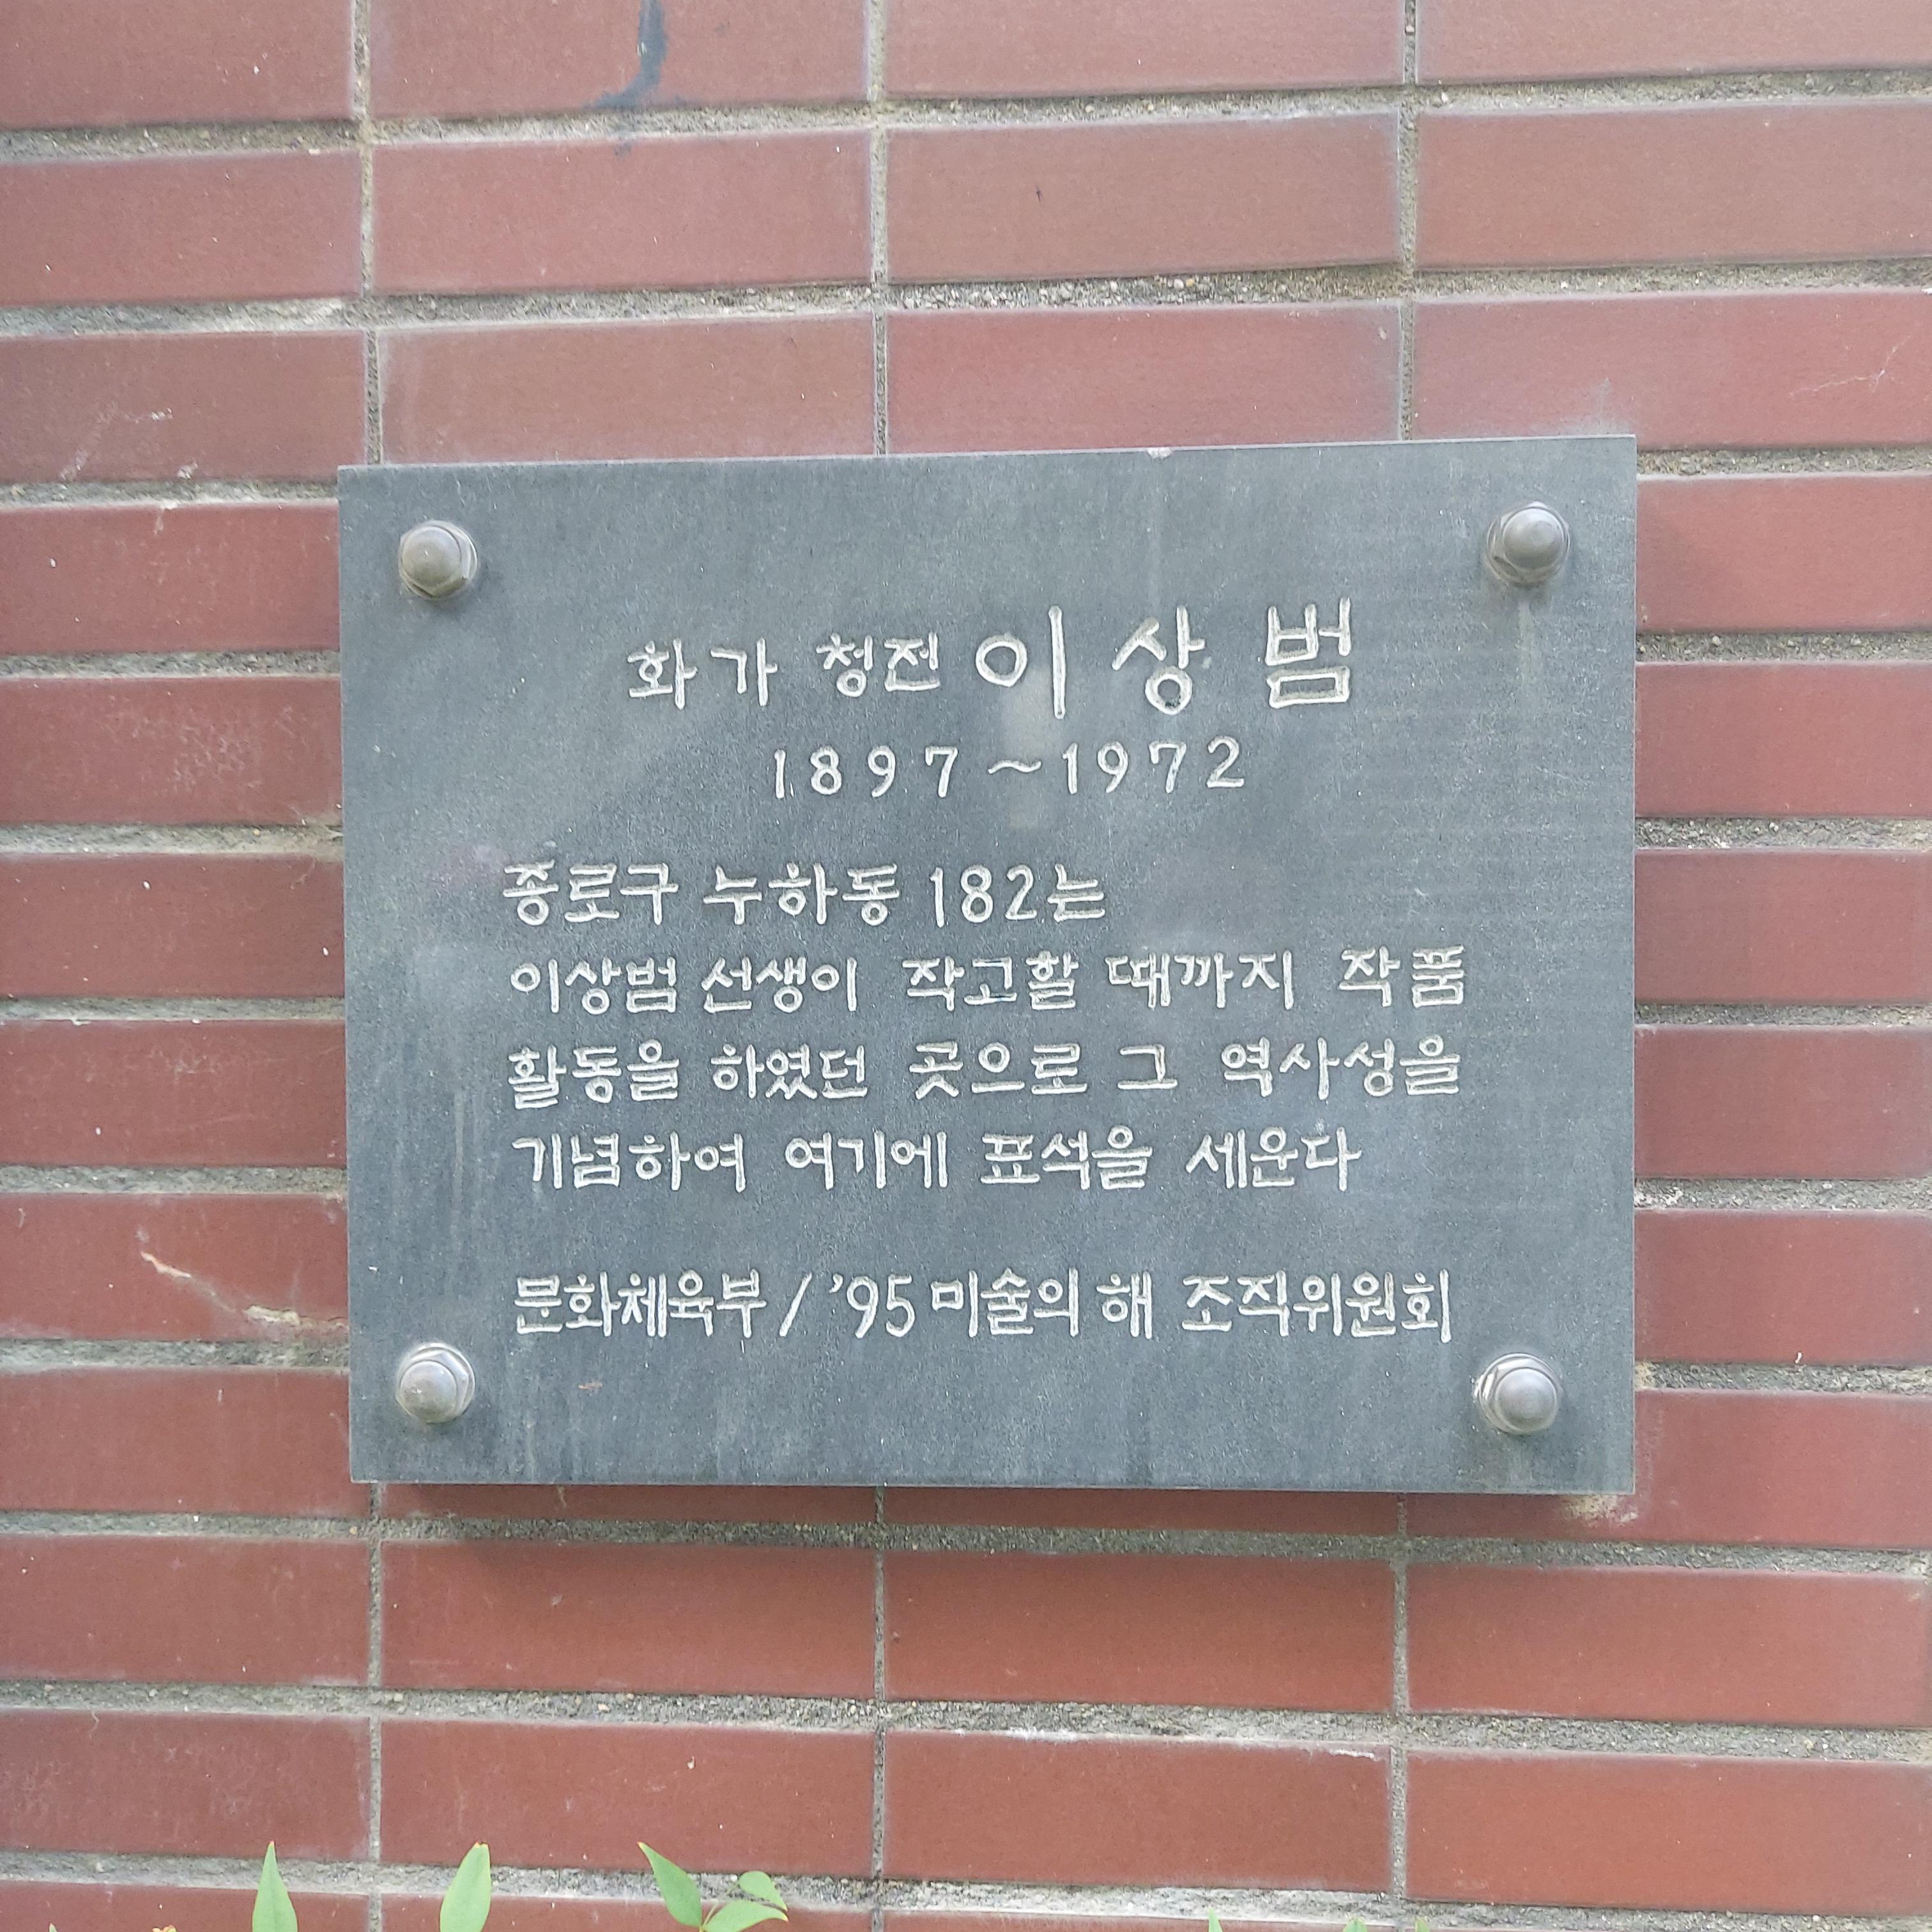 화가 청전 이상범
1897~1972
종로구 누하동 182는
이상범 선생이 작고할 때까지 작품
활동을 하였던 곳으로 그 역사성을
기념하여 여기에 표석을 세운다
문화체육부 / '95 미술의 해 조직위원회